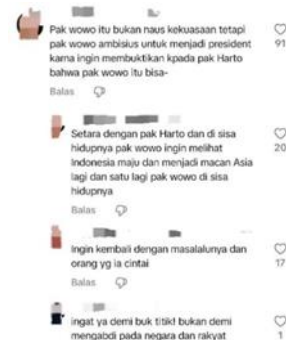 Pak wowo itu bukan haus kekuasaan tetapi
pak wowo ambisius untuk menjadi president
karna ingin membuktikan kpada pak Harto
bahwa pak wowo itu bisa-
91
Balas
Setara dengan pak Harto dan di sisa
hidupnya pak wowo ingin melihat
Indonesia maju dan menjadi macan Asia
lagi dan satu lagi pak wowo di sisa
hidupnya
20
Balas
Ingin kembali dengan masalalunya dan
orang yg ia cintai
17
Balas
ingat ya demi buk titik! bukan demi
mengabdi pada negara dan rakyat
1